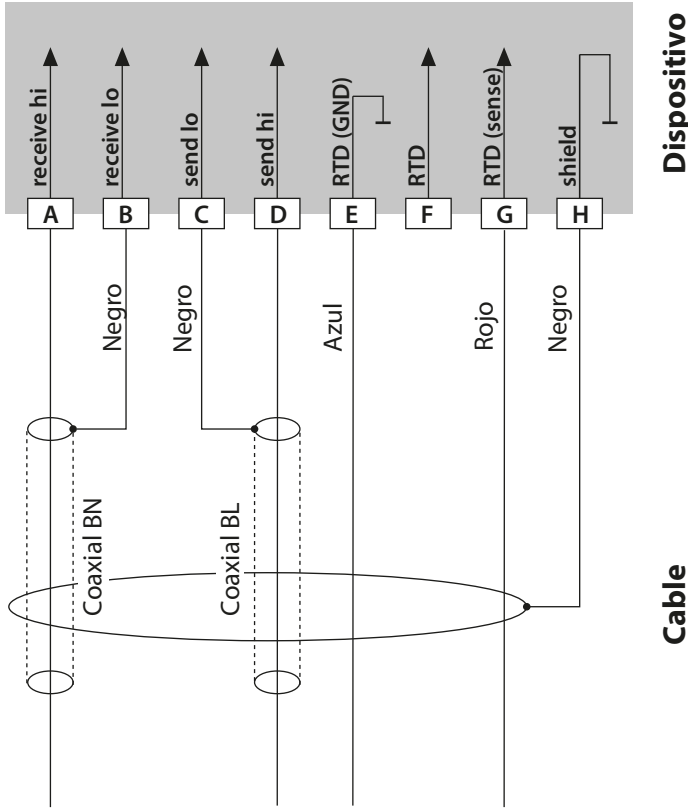 receive hi
receive lo
send lo
send hi
RTD (GND)
RTD
RTD (sense)
shield
Dispositivo
A
B
C
D
E
F
G
H
Negro
Negro
Azul
Rojo
Negro
Coaxial BN
Coaxial BL
Cable